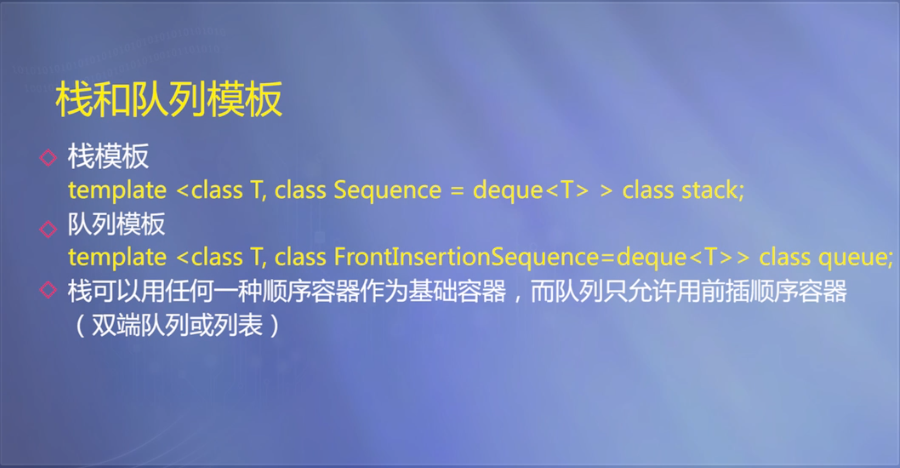 栈和队列模板
栈模板
template <class T, class Sequence = deque<T> > class stack;
队列模板
template <class T, class FrontInsertionSequence=deque<T>> class queue;
栈可以用任何一种顺序容器作为基础容器，而队列只允许用前插顺序容器
（双端队列或列表）